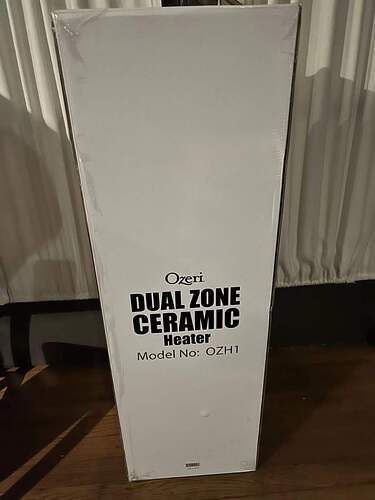 Ozeri
DUAL ZONE
CERAMIC
Heater
Model No: OZH1